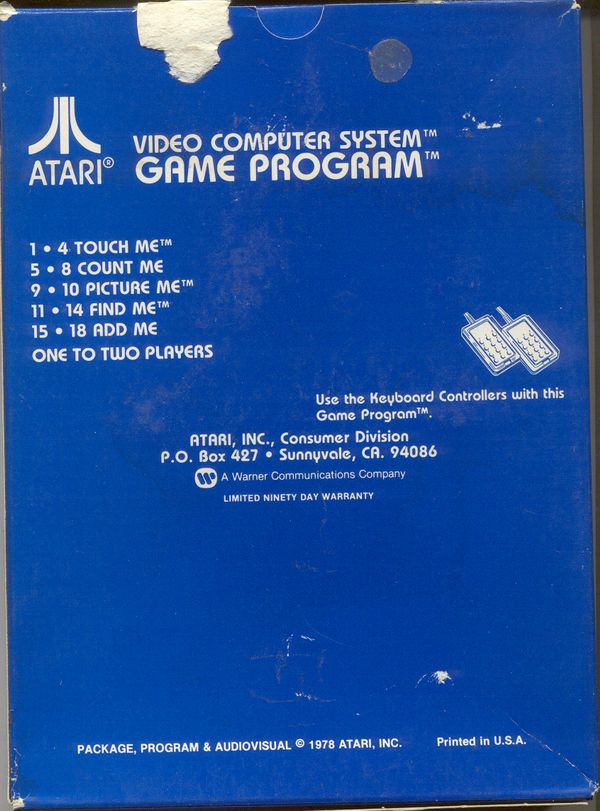 ATARI®
VIDEO COMPUTER SYSTEM™
GAME PROGRAM™
1 • 4 TOUCH ME™
5 • 8 COUNT ME
9 • 10 PICTURE ME™
11 • 14 FIND ME™
15 • 18 ADD ME
ONE TO TWO PLAYERS
Use the Keyboard Controllers with this
Game Program™.
ATARI, INC., Consumer Division
P.O. Box 427 • Sunnyvale, CA. 94086
A Warner Communications Company
LIMITED NINETY DAY WARRANTY
PACKAGE, PROGRAM & AUDIOVISUAL © 1978 ATARI, INC. Printed in U.S.A.